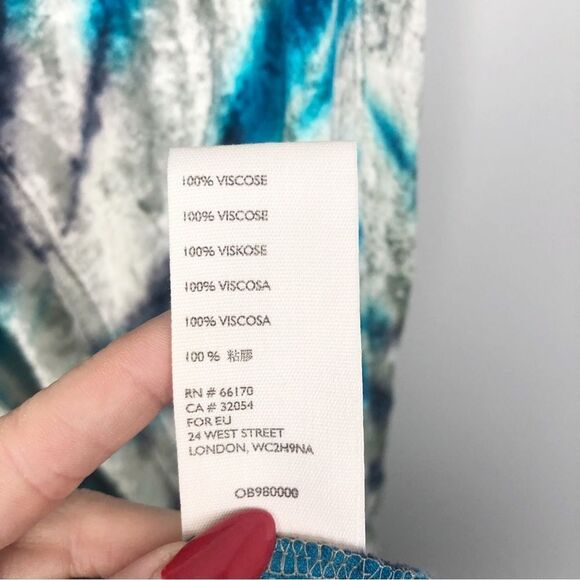 100% VISCOSE
100% VISCOSE
100% VISKOSE
100% VISCOSA
100% VISCOSA
100 % 粘膠
RN # 66170
CA # 32054
FOR EU
24 WEST STREET
LONDON, WC2H9NA
OB980000